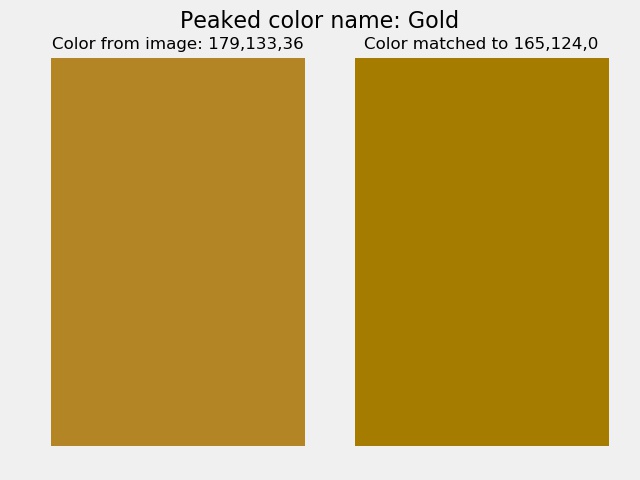 Peaked color name: Gold
Color from image: 179,133,36
Color matched to 165,124,0